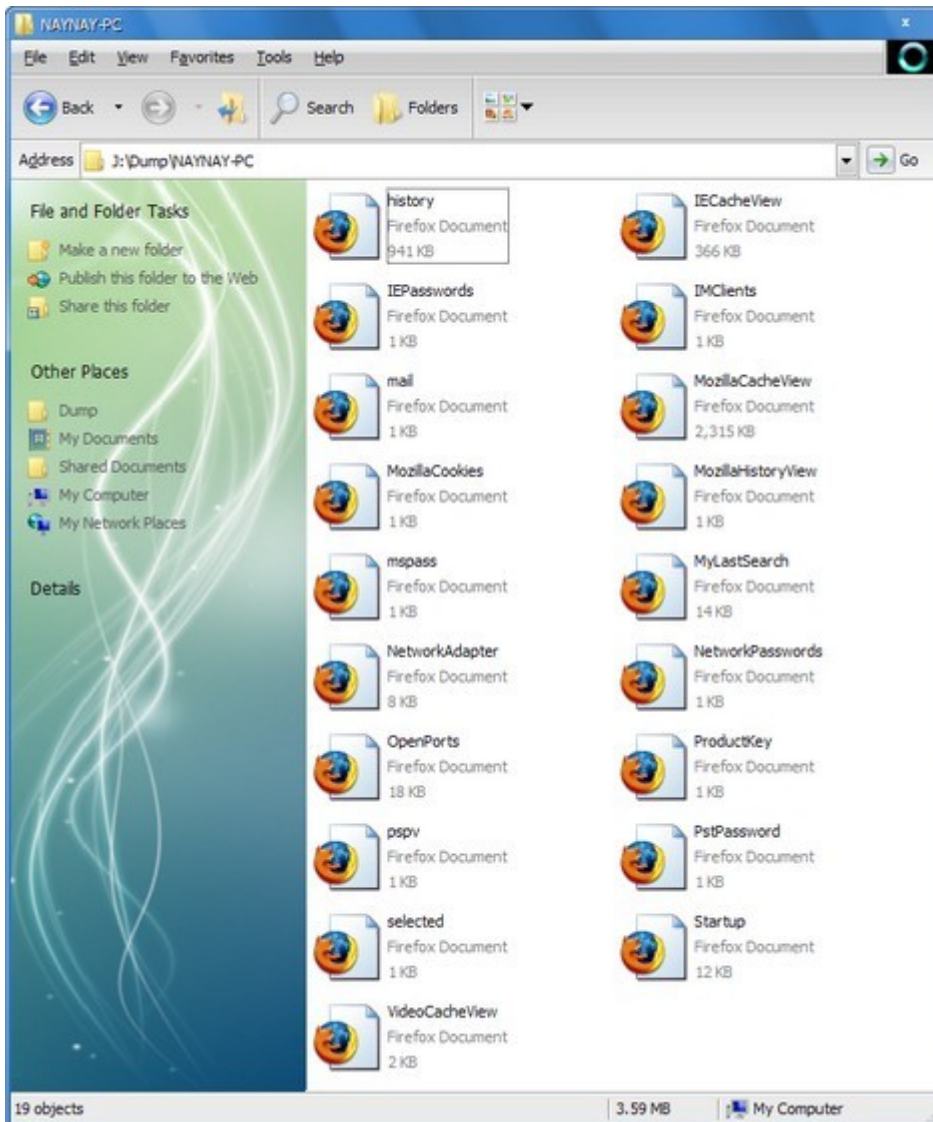 NAYNAY-PC
x
File Edit View Favorites Tools Help
Back Search Folders
Address J:\Dump\NAYNAY-PC Go
File and Folder Tasks
Make a new folder
Publish this folder to the Web
Share this folder
Other Places
Dump
My Documents
Shared Documents
My Computer
My Network Places
Details
history
Firefox Document
941 KB
IECacheView
Firefox Document
366 KB
IEPasswords
Firefox Document
1 KB
IMClients
Firefox Document
1 KB
mail
Firefox Document
1 KB
MozillaCacheView
Firefox Document
2,315 KB
MozillaCookies
Firefox Document
1 KB
MozillaHistoryView
Firefox Document
1 KB
mspass
Firefox Document
1 KB
MyLastSearch
Firefox Document
14 KB
NetworkAdapter
Firefox Document
8 KB
NetworkPasswords
Firefox Document
1 KB
OpenPorts
Firefox Document
18 KB
ProductKey
Firefox Document
1 KB
pspv
Firefox Document
1 KB
PstPassword
Firefox Document
1 KB
selected
Firefox Document
1 KB
Startup
Firefox Document
12 KB
VideoCacheView
Firefox Document
2 KB
19 objects 3.59 MB My Computer